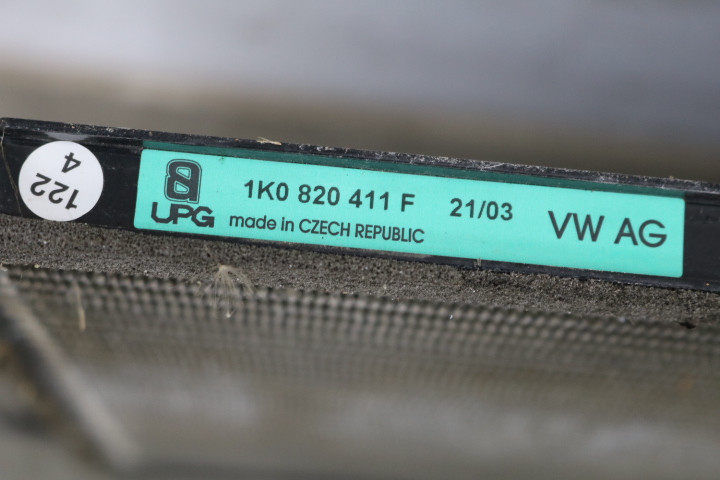 122
4
UPG
1K0 820 411 F 21/03
made in CZECH REPUBLIC
VW AG